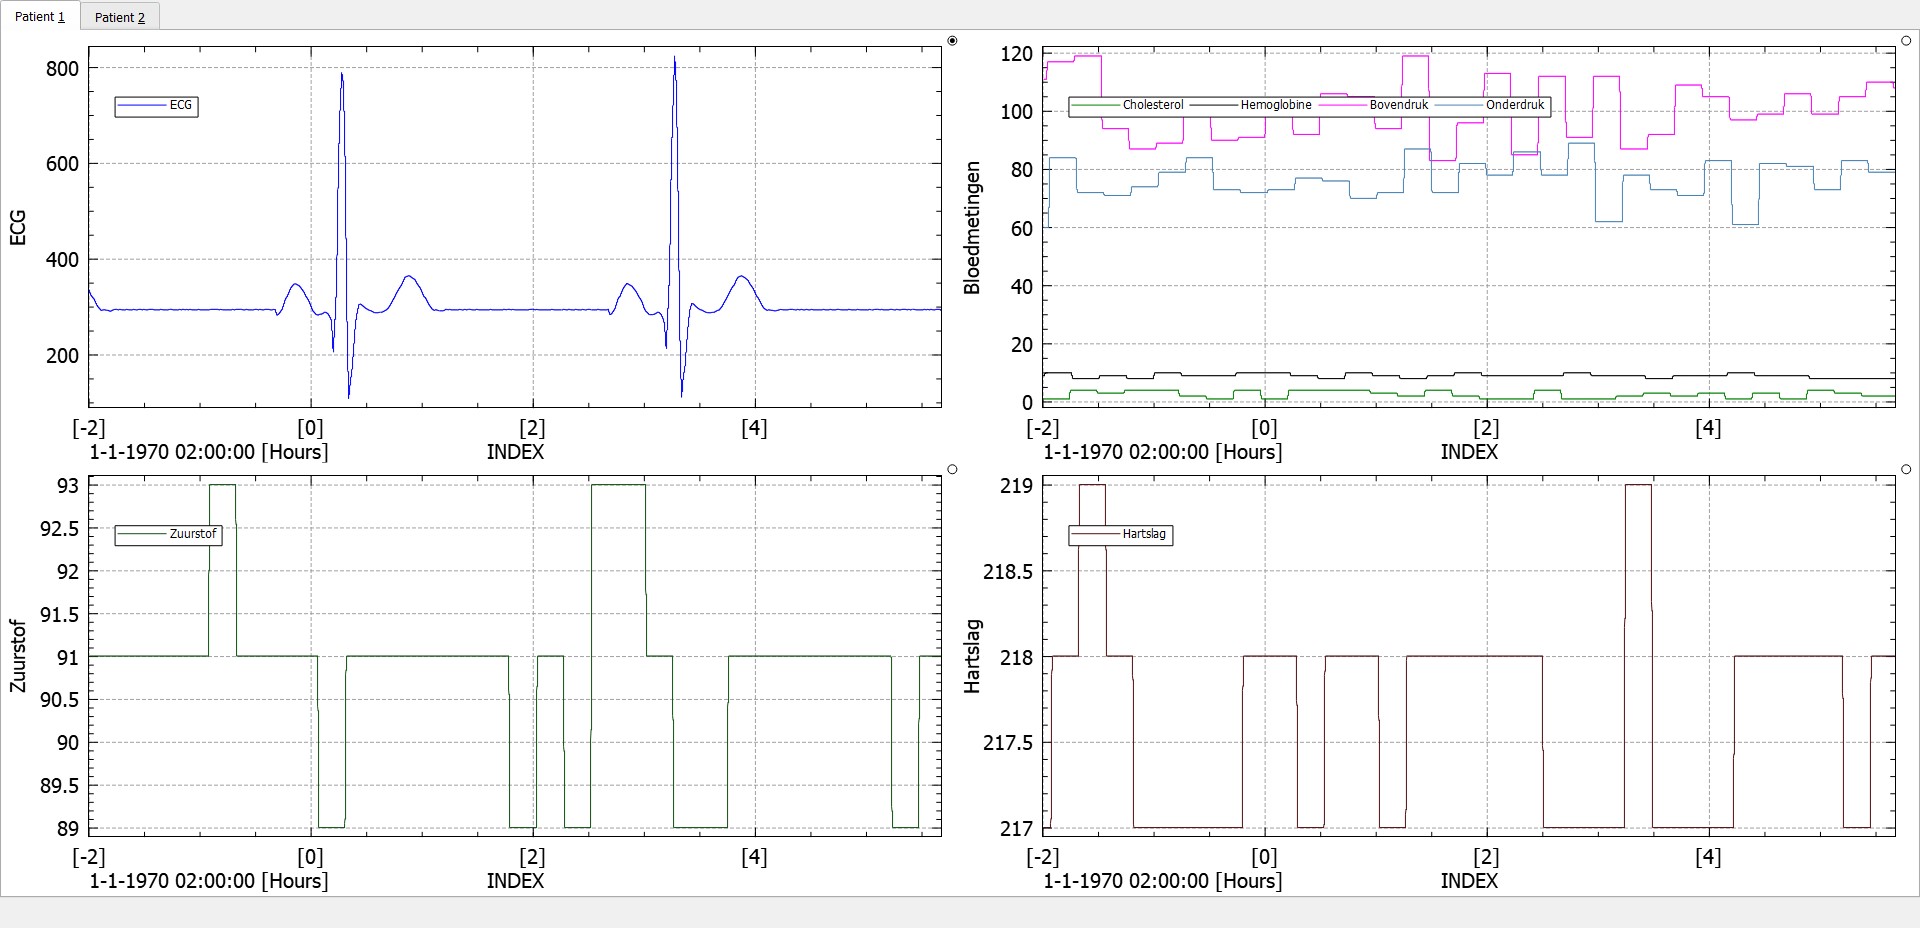 Patient 1 Patient 2
800
600
400
200
ECG
ECG
[-2] [0] [2] [4]
1-1-1970 02:00:00 [Hours] INDEX
120
100
80
60
40
20
0
Bloedmetingen
Cholesterol Hemoglobine Bovendruk Onderdruk
[-2] [0] [2] [4]
1-1-1970 02:00:00 [Hours] INDEX
93
92.5
92
91.5
91
90.5
90
89.5
89
Zuurstof
Zuurstof
[-2] [0] [2] [4]
1-1-1970 02:00:00 [Hours] INDEX
219
218.5
218
217.5
217
Hartslag
Hartslag
[-2] [0] [2] [4]
1-1-1970 02:00:00 [Hours] INDEX